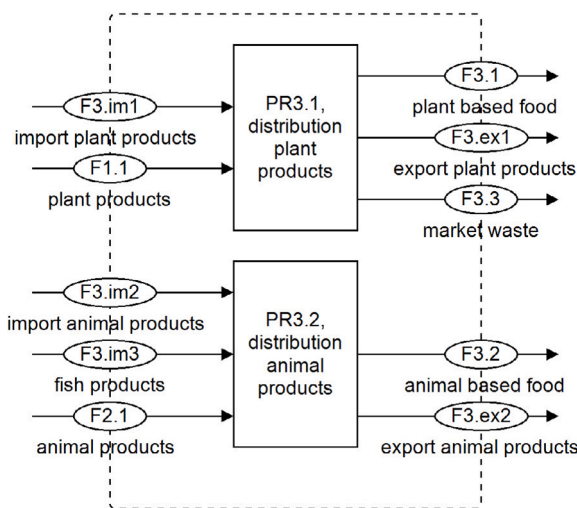 F3.im1
import plant products
F1.1
plant products
PR3.1,
distribution
plant
products
F3.1
plant based food
F3.ex1
export plant products
F3.3
market waste
F3.im2
import animal products
F3.im3
fish products
F2.1
animal products
PR3.2,
distribution
animal
products
F3.2
animal based food
F3.ex2
export animal products